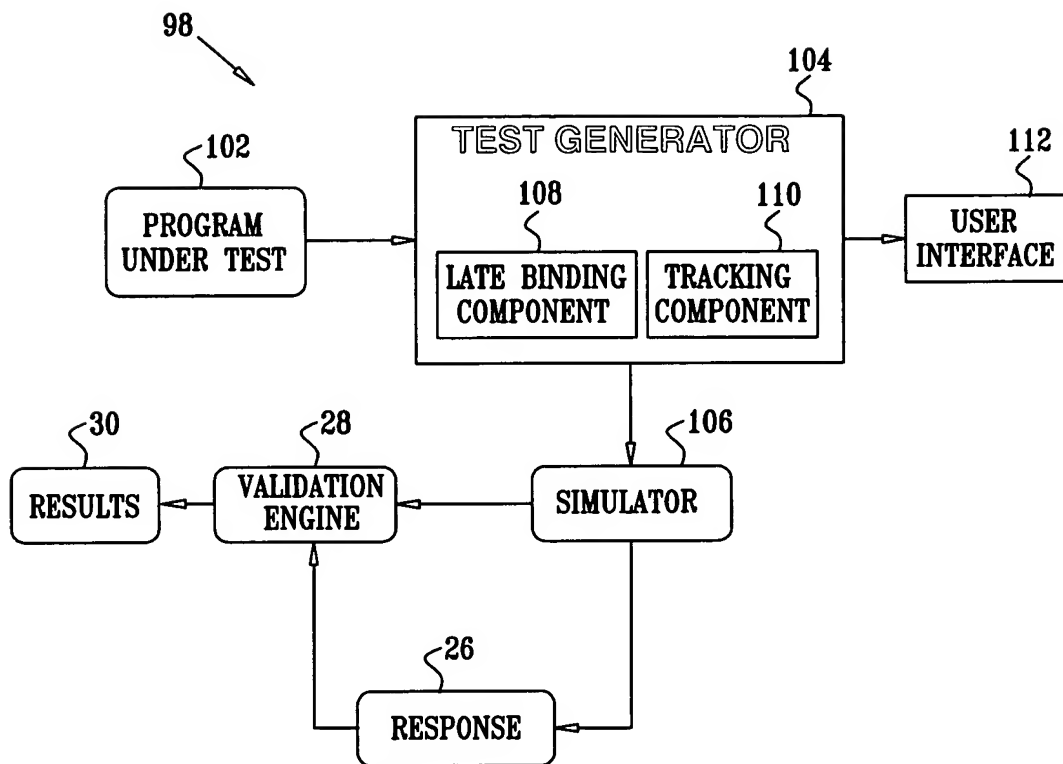 98
104
TEST GENERATOR
102
112
PROGRAM
UNDER TEST
108
110
USER
INTERFACE
LATE BINDING
COMPONENT
TRACKING
COMPONENT
30
28
106
RESULTS
VALIDATION
ENGINE
SIMULATOR
26
RESPONSE